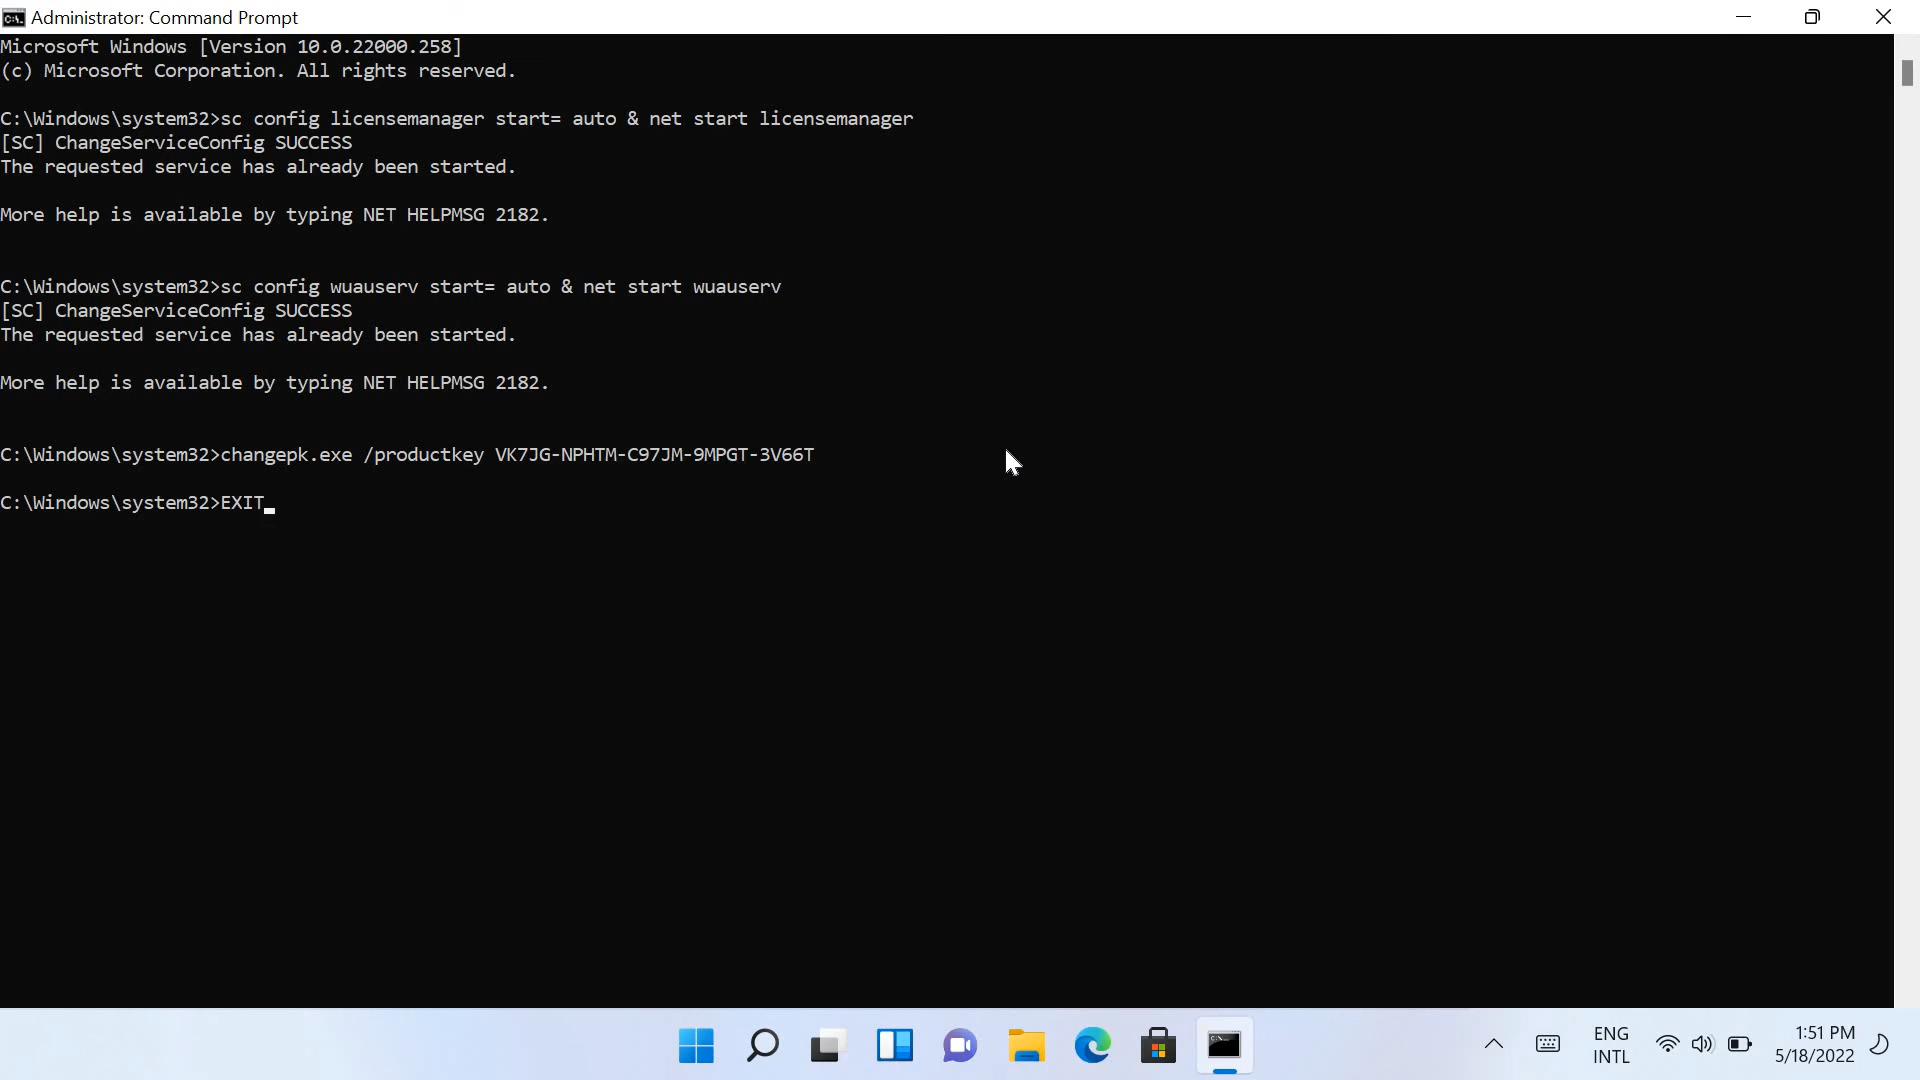 Administrator: Command Prompt
Microsoft Windows [Version 10.0.22000.258]
(c) Microsoft Corporation. All rights reserved.
C:\Windows\system32>sc config licensemanager start= auto & net start licensemanager
[SC] ChangeServiceConfig SUCCESS
The requested service has already been started.
More help is available by typing NET HELPMSG 2182.
C:\Windows\system32>sc config wuauserv start= auto & net start wuauserv
[SC] ChangeServiceConfig SUCCESS
The requested service has already been started.
More help is available by typing NET HELPMSG 2182.
C:\Windows\system32>changepk.exe /productkey VK7JG-NPHTM-C97JM-9MPGT-3V66T
C:\Windows\system32>EXIT
ENG
INTL
1:51 PM
5/18/2022